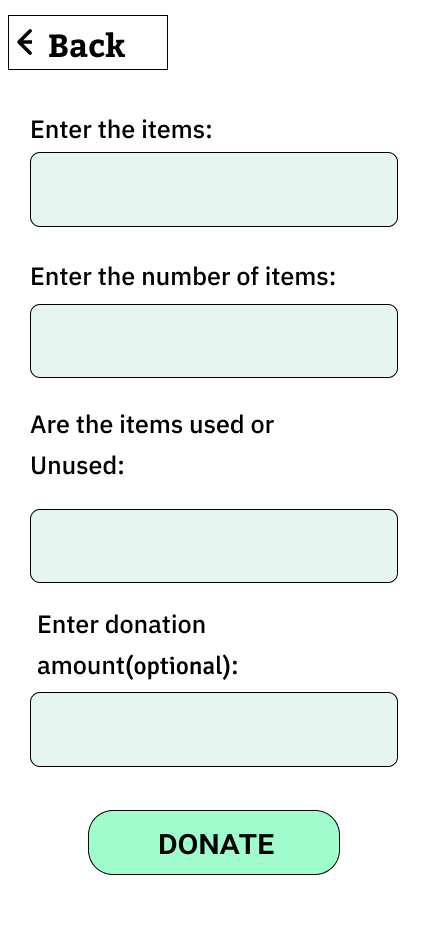 Back
Enter the items:
Enter the number of items:
Are the items used or
Unused:
Enter donation
amount(optional):
DONATE